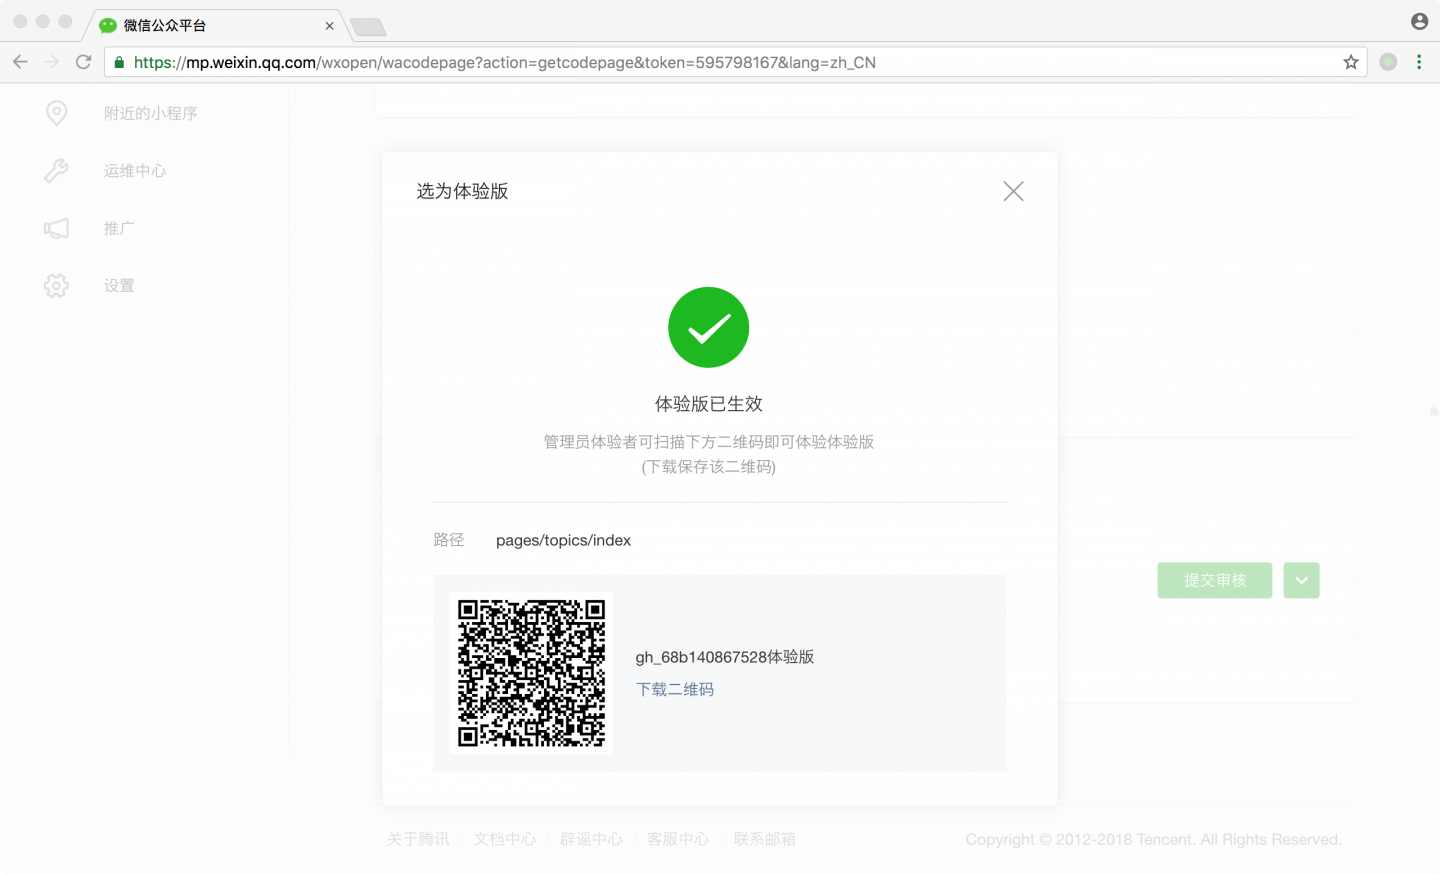 微信公众平台
https://mp.weixin.qq.com/wxopen/wacodepage?action=getcodepage&token=595798167&lang=zh_CN
附近的小程序
运维中心
推广
设置
选为体验版
体验版已生效
管理员体验者可扫描下方二维码即可体验体验版
(下载保存该二维码)
路径 pages/topics/index
gh_68b140867528体验版
下载二维码
提交审核
关于腾讯 文档中心 辟谣中心 客服中心 联系邮箱 Copyright © 2012-2018 Tencent. All Rights Reserved.